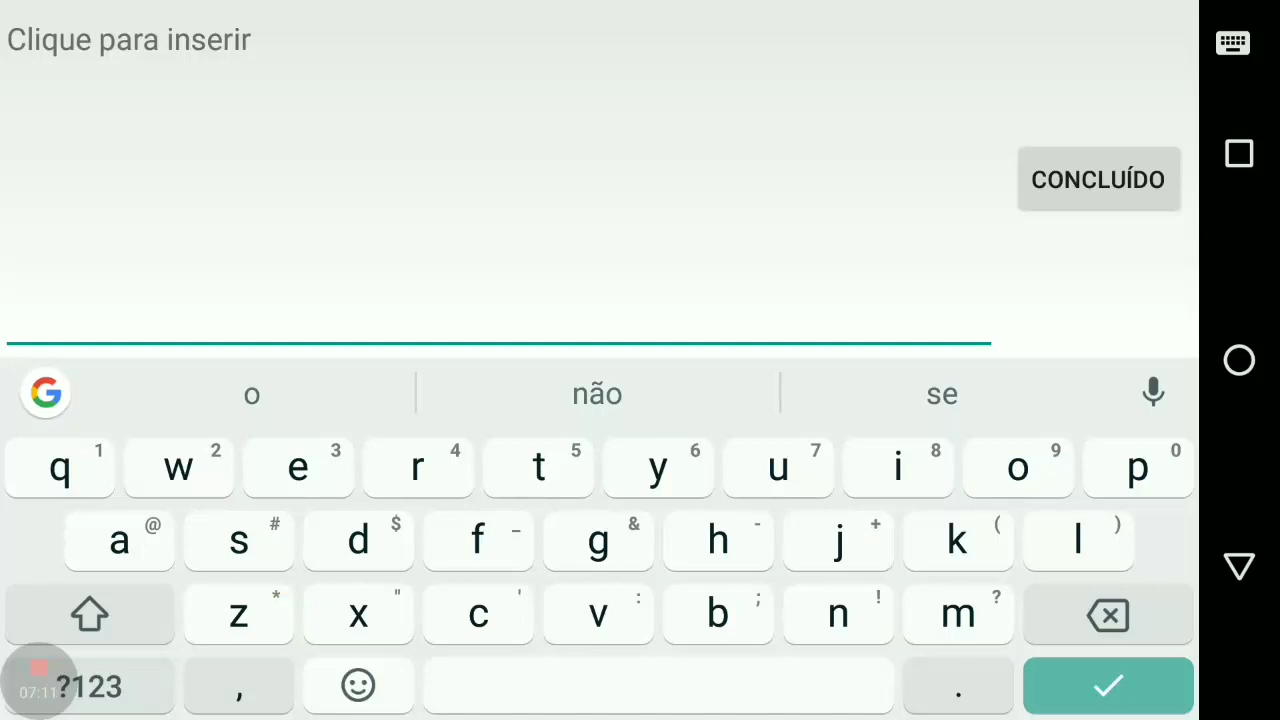 Clique para inserir
CONCLUÍDO
G o não se
q 1 w 2 e 3 r 4 t 5 y 6 u 7 i 8 o 9 p 0
a @ s # d $ f _ g & h - j + k ( l )
z * x " c ' v : b ; n ! m ?
07:11 ?123 , .